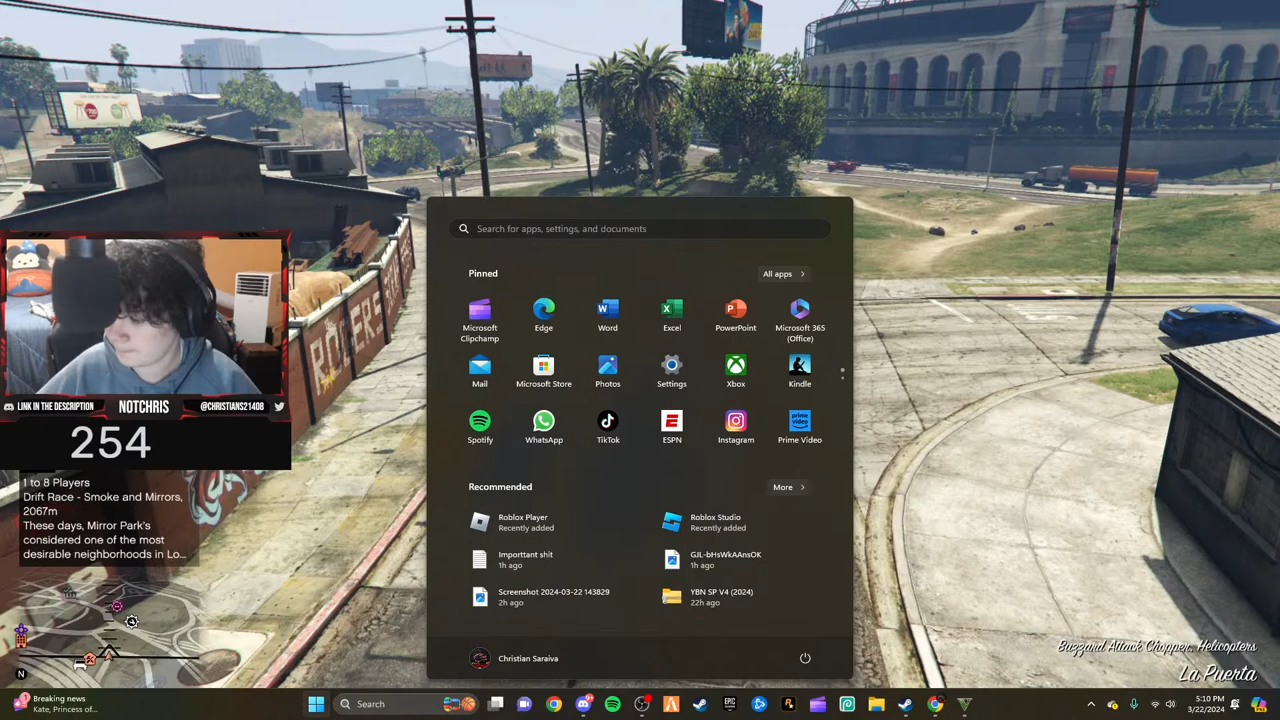 Search for apps, settings, and documents
Pinned
All apps
Microsoft Clipchamp
Edge
Word
Excel
PowerPoint
Microsoft 365 (Office)
Mail
Microsoft Store
Photos
Settings
Xbox
Kindle
Spotify
WhatsApp
TikTok
ESPN
Instagram
prime video
Prime Video
Recommended
More
Roblox Player
Recently added
Roblox Studio
Recently added
Importtant shit
1h ago
GJL-bHsWkAAnsOK
1h ago
Screenshot 2024-03-22 143829
2h ago
YBN SP V4 (2024)
22h ago
Christian Saraiva
LINK IN THE DESCRIPTION
NOTCHRIS
@CHRISTIANS21408
254
1 to 8 Players
Drift Race - Smoke and Mirrors,
2067m
These days, Mirror Park's
considered one of the most
desirable neighborhoods in Lo...
N
Buzzard Attack Chopper, Helicopters
La Puerta
1
Breaking news
Kate, Princess of...
Search
EPIC
5:10 PM
3/22/2024